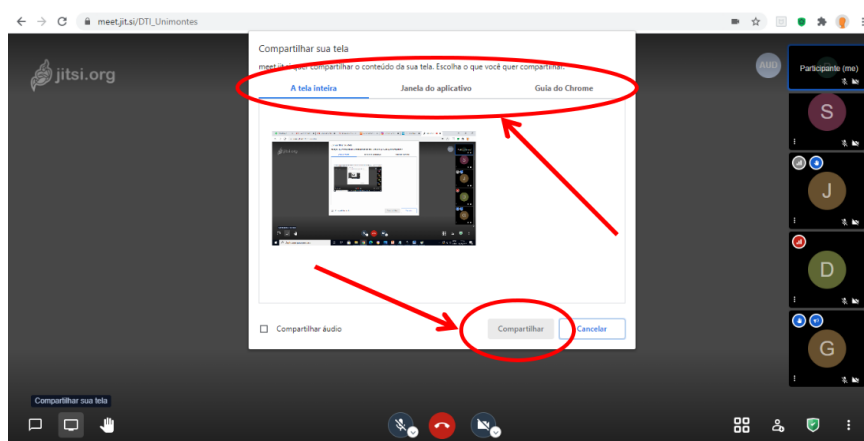 meet.jit.si/DTI_Unimontes
jitsi.org
Compartilhar sua tela
meet.jit.si quer compartilhar o conteúdo da sua tela. Escolha o que você quer compartilhar.
A tela inteira
Janela do aplicativo
Guia do Chrome
Compartilhar áudio
Compartilhar
Cancelar
AUD
Participante (me)
S
J
D
G
Compartilhar sua tela